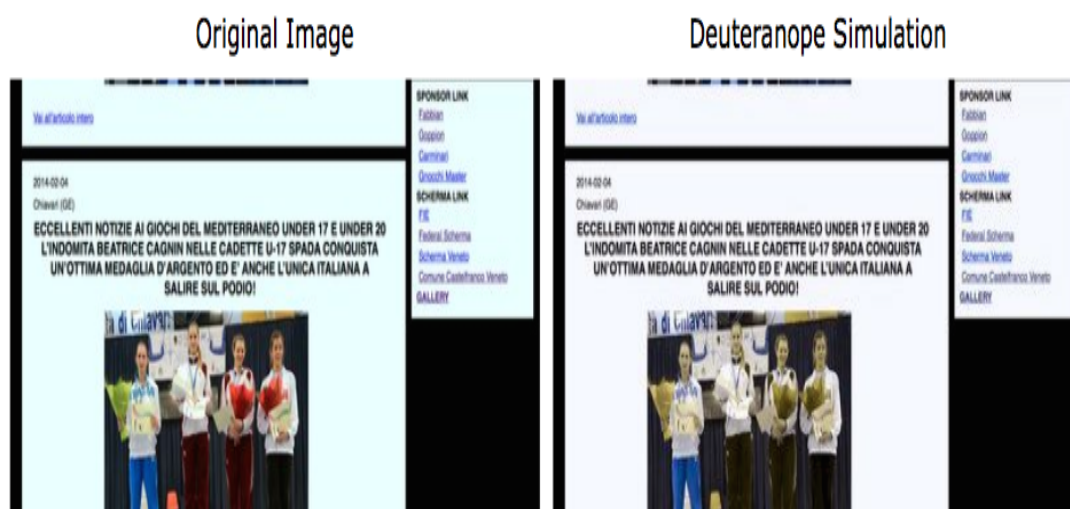 Original Image
Deuteranope Simulation
Vai all'articolo intero
2014-02-04
Chiavari (GE)
ECCELLENTI NOTIZIE AI GIOCHI DEL MEDITERRANEO UNDER 17 E UNDER 20
L'INDOMITA BEATRICE CAGNIN NELLE CADETTE U-17 SPADA CONQUISTA
UN'OTTIMA MEDAGLIA D'ARGENTO ED E' ANCHE L'UNICA ITALIANA A
SALIRE SUL PODIO!
di Chiavari
SPONSOR LINK
Fabbian
Goppion
Carminari
Gnocchi Master
SCHERMA LINK
FIE
Federal Scherma
Scherma Veneto
Comune Castelfranco Veneto
GALLERY
Vai all'articolo intero
2014-02-04
Chiavari (GE)
ECCELLENTI NOTIZIE AI GIOCHI DEL MEDITERRANEO UNDER 17 E UNDER 20
L'INDOMITA BEATRICE CAGNIN NELLE CADETTE U-17 SPADA CONQUISTA
UN'OTTIMA MEDAGLIA D'ARGENTO ED E' ANCHE L'UNICA ITALIANA A
SALIRE SUL PODIO!
di Chiavari
SPONSOR LINK
Fabbian
Goppion
Carminari
Gnocchi Master
SCHERMA LINK
FIE
Federal Scherma
Scherma Veneto
Comune Castelfranco Veneto
GALLERY